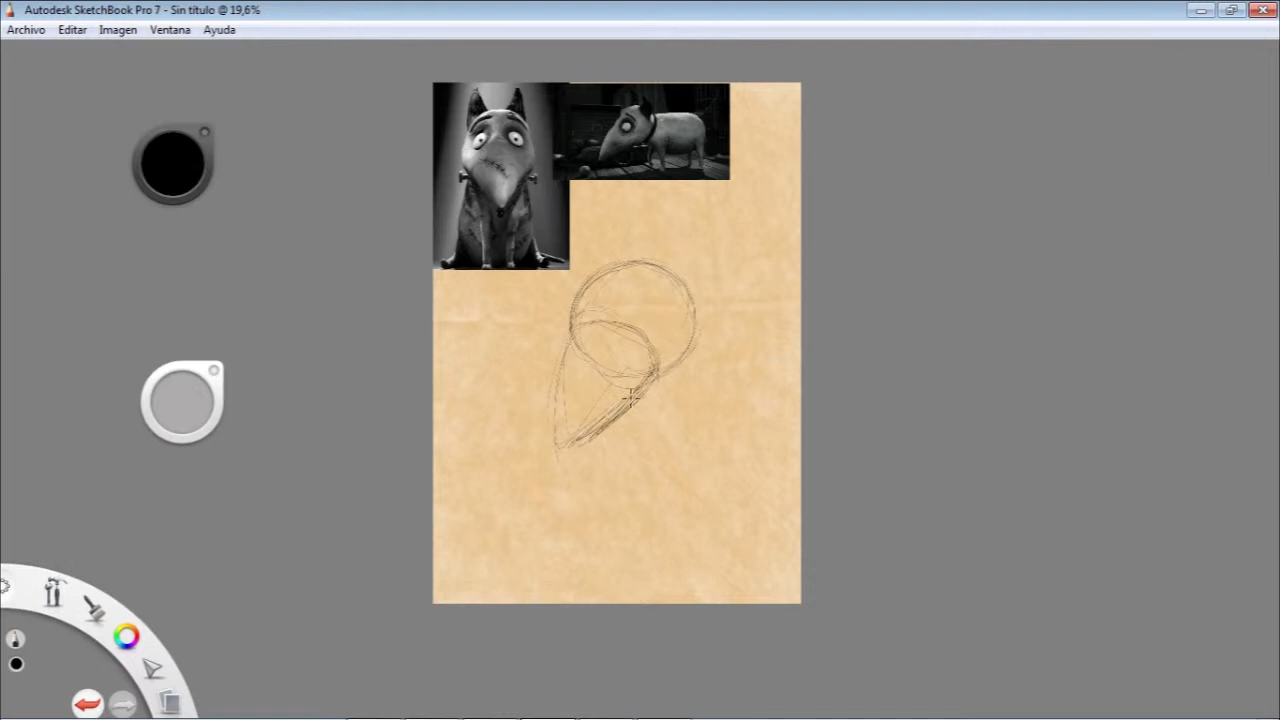 Autodesk SketchBook Pro 7 - Sin título @ 19,6%
Archivo Editar Imagen Ventana Ayuda